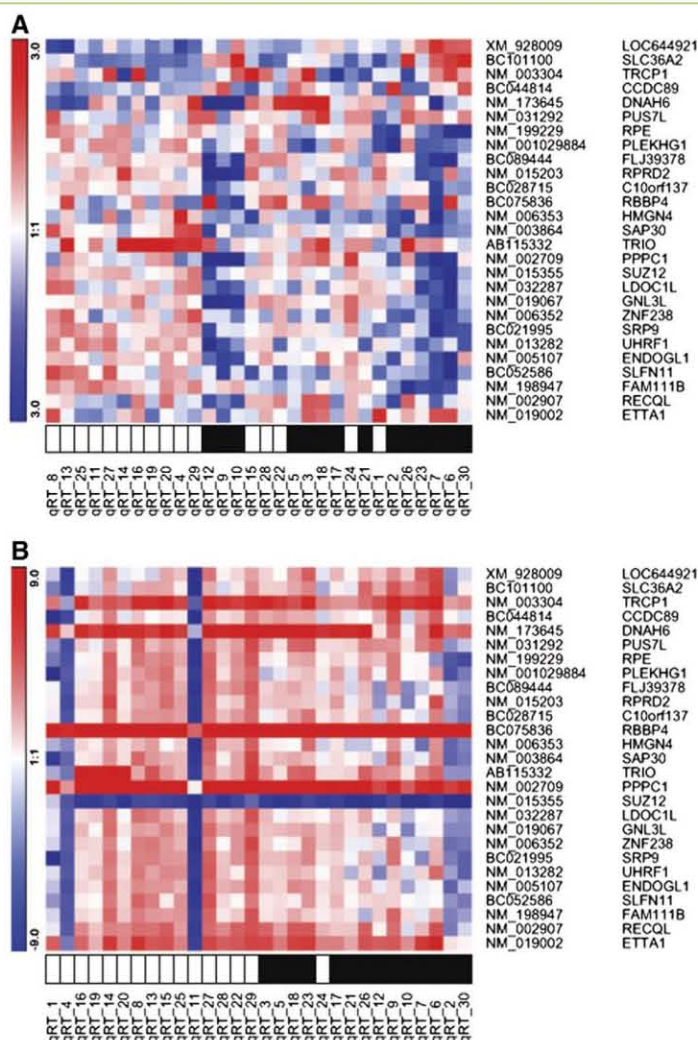 A
3.0
1:1
3.0
XM_928009 LOC644921
BC101100 SLC36A2
NM_003304 TRCP1
BC044814 CCDC89
NM_173645 DNAH6
NM_031292 PUS7L
NM_199229 RPE
NM_001029884 PLEKHG1
BC089444 FLJ39378
NM_015203 RPRD2
BC028715 C10orf137
BC075836 RBBP4
NM_006353 HMGN4
NM_003864 SAP30
AB115332 TRIO
NM_002709 PPPC1
NM_015355 SUZ12
NM_032287 LDOC1L
NM_019067 GNL3L
NM_006352 ZNF238
BC021995 SRP9
NM_013282 UHRF1
NM_005107 ENDOGL1
BC052586 SLFN11
NM_198947 FAM111B
NM_002907 RECQL
NM_019002 ETTA1
qRT_8
qRT_13
qRT_25
qRT_11
qRT_27
qRT_14
qRT_16
qRT_19
qRT_20
qRT_4
qRT_29
qRT_12
qRT_9
qRT_10
qRT_15
qRT_28
qRT_22
qRT_5
qRT_3
qRT_18
qRT_17
qRT_24
qRT_21
qRT_1
qRT_2
qRT_26
qRT_23
qRT_7
qRT_6
qRT_30
B
9.0
1:1
-9.0
XM_928009 LOC644921
BC101100 SLC36A2
NM_003304 TRCP1
BC044814 CCDC89
NM_173645 DNAH6
NM_031292 PUS7L
NM_199229 RPE
NM_001029884 PLEKHG1
BC089444 FLJ39378
NM_015203 RPRD2
BC028715 C10orf137
BC075836 RBBP4
NM_006353 HMGN4
NM_003864 SAP30
AB115332 TRIO
NM_002709 PPPC1
NM_015355 SUZ12
NM_032287 LDOC1L
NM_019067 GNL3L
NM_006352 ZNF238
BC021995 SRP9
NM_013282 UHRF1
NM_005107 ENDOGL1
BC052586 SLFN11
NM_198947 FAM111B
NM_002907 RECQL
NM_019002 ETTA1
qRT_1
qRT_4
qRT_16
qRT_19
qRT_14
qRT_20
qRT_8
qRT_13
qRT_15
qRT_25
qRT_11
qRT_27
qRT_28
qRT_22
qRT_29
qRT_3
qRT_5
qRT_18
qRT_23
qRT_24
qRT_17
qRT_21
qRT_26
qRT_12
qRT_9
qRT_10
qRT_7
qRT_6
qRT_2
qRT_30